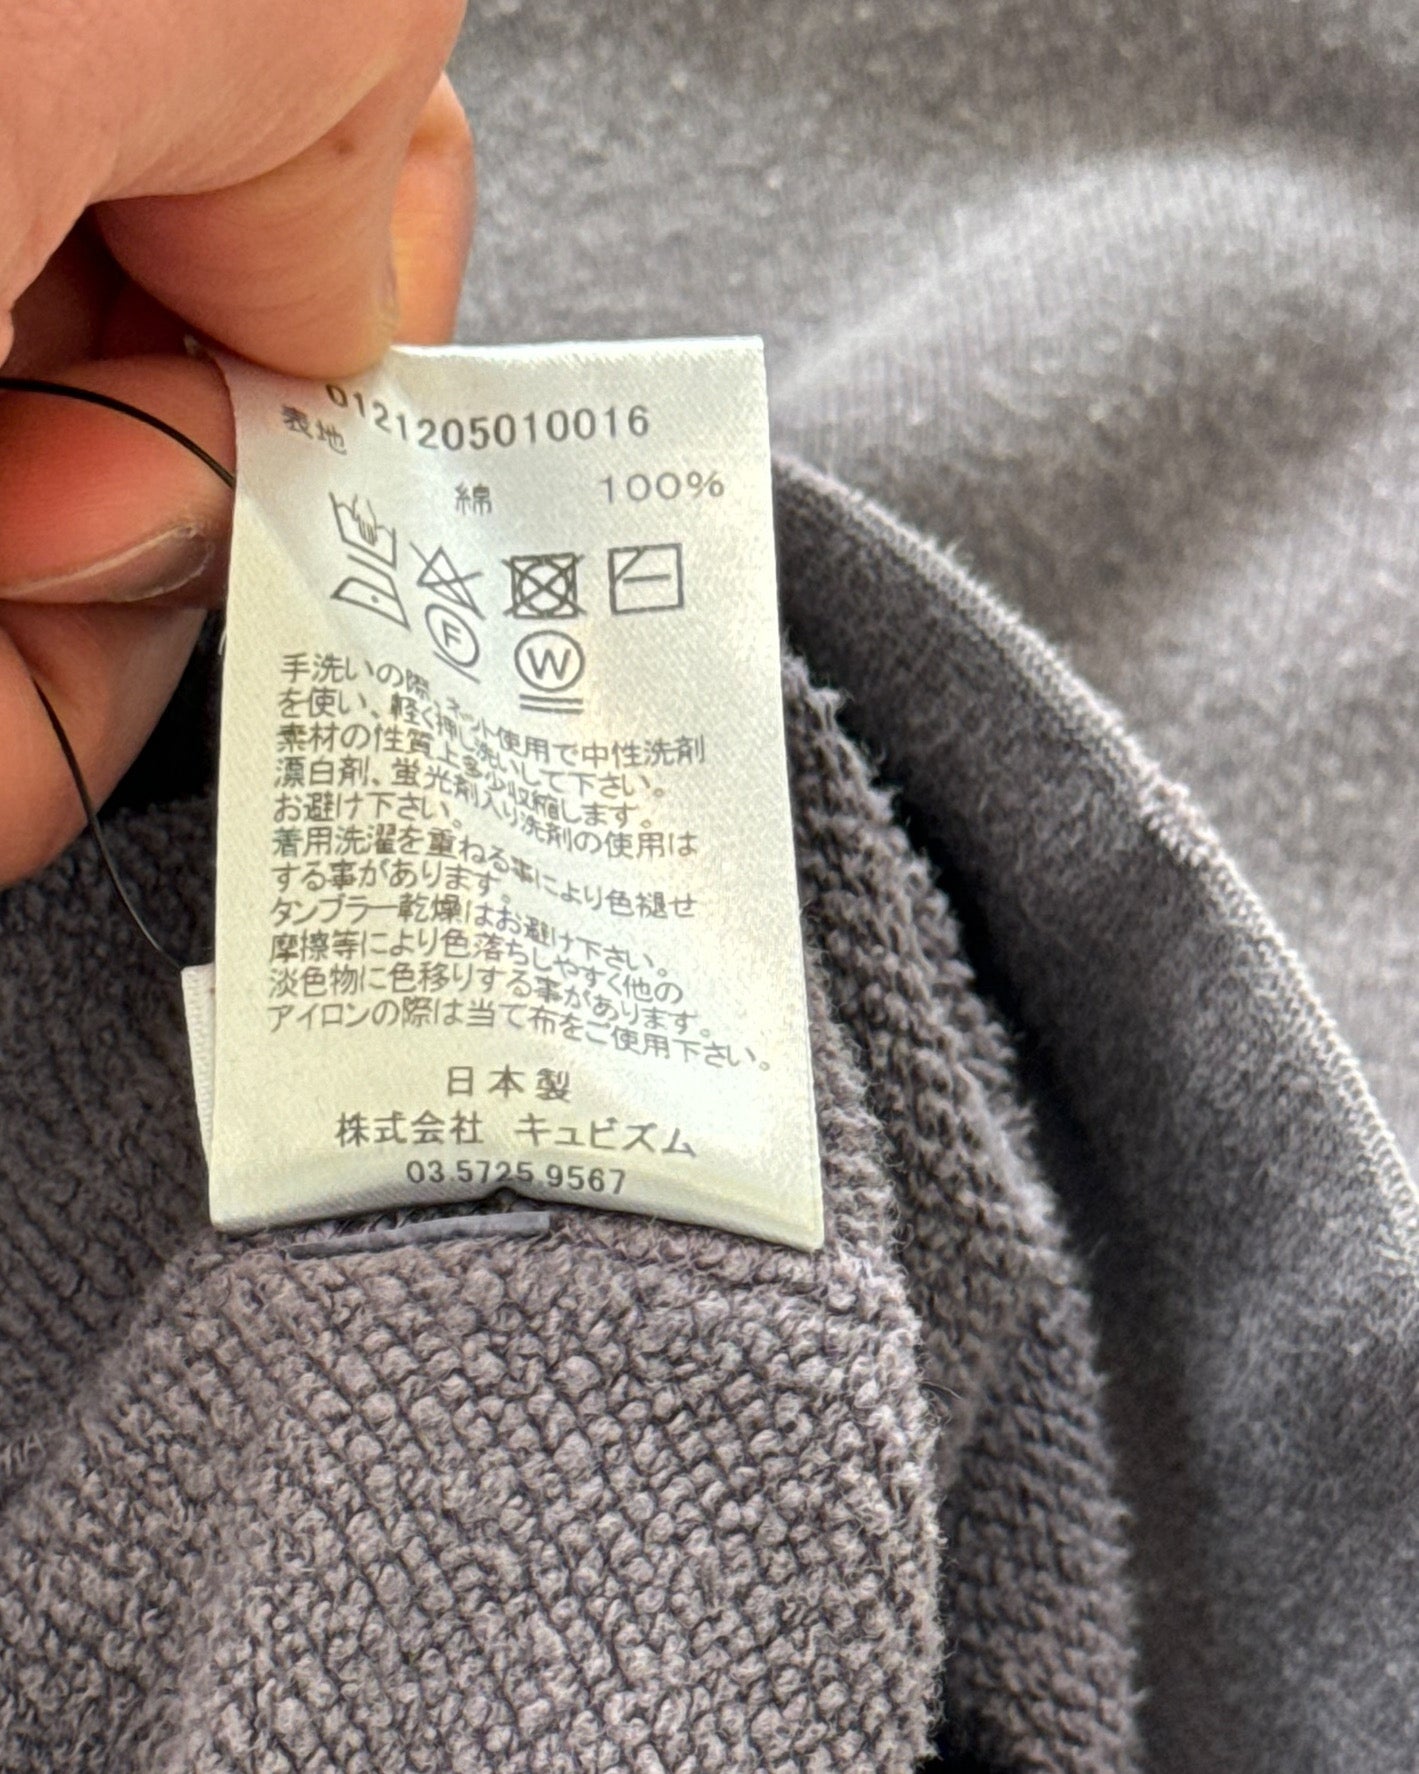 0121205010016
表地
綿 100%
F
W
手洗いの際、ネット使用で中性洗剤
を使い、軽く押し洗いして下さい。
素材の性質上多少収縮します。
漂白剤、蛍光剤入り洗剤の使用は
お避け下さい。
着用洗濯を重ねる事により色褪せ
する事があります。
タンブラー乾燥はお避け下さい。
摩擦等により色落ちしやすく他の
淡色物に色移りする事があります。
アイロンの際は当て布をご使用下さい。
日本製
株式会社 キュビズム
03.5725.9567